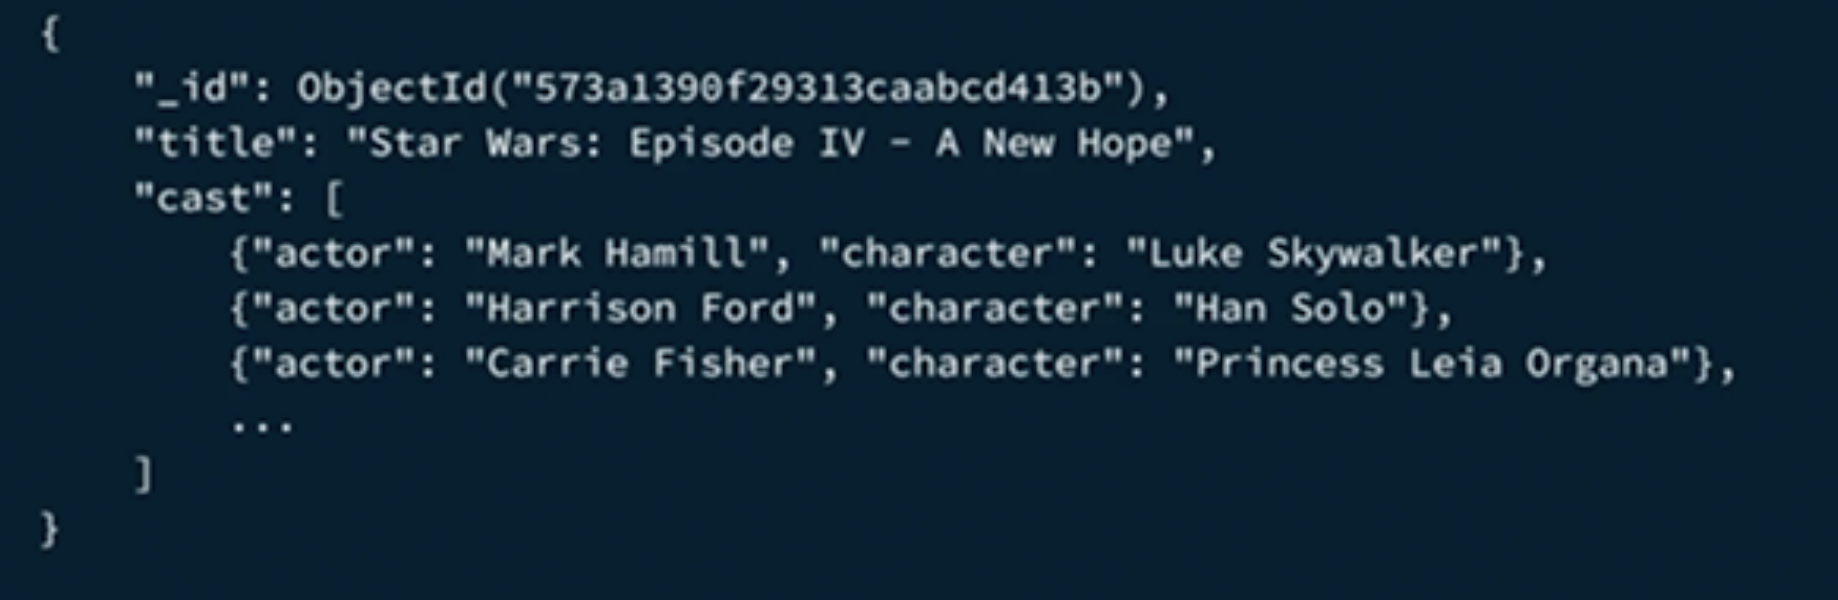 {
    "_id": ObjectId("573a1390f29313caabcd413b"),
    "title": "Star Wars: Episode IV – A New Hope",
    "cast": [
        {"actor": "Mark Hamill", "character": "Luke Skywalker"},
        {"actor": "Harrison Ford", "character": "Han Solo"},
        {"actor": "Carrie Fisher", "character": "Princess Leia Organa"},
        ...
    ]
}